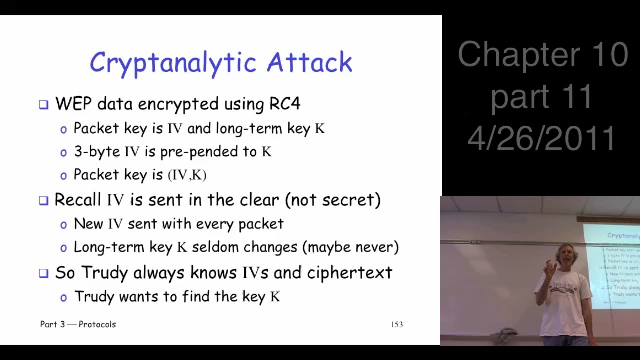 Cryptanalytic Attack
WEP data encrypted using RC4
Packet key is IV and long-term key K
3-byte IV is pre-pended to K
Packet key is (IV,K)
Recall IV is sent in the clear (not secret)
New IV sent with every packet
Long-term key K seldom changes (maybe never)
So Trudy always knows IVs and ciphertext
Trudy wants to find the key K
Part 3 — Protocols
153
Chapter 10
part 11
4/26/2011
Cryptanalytic